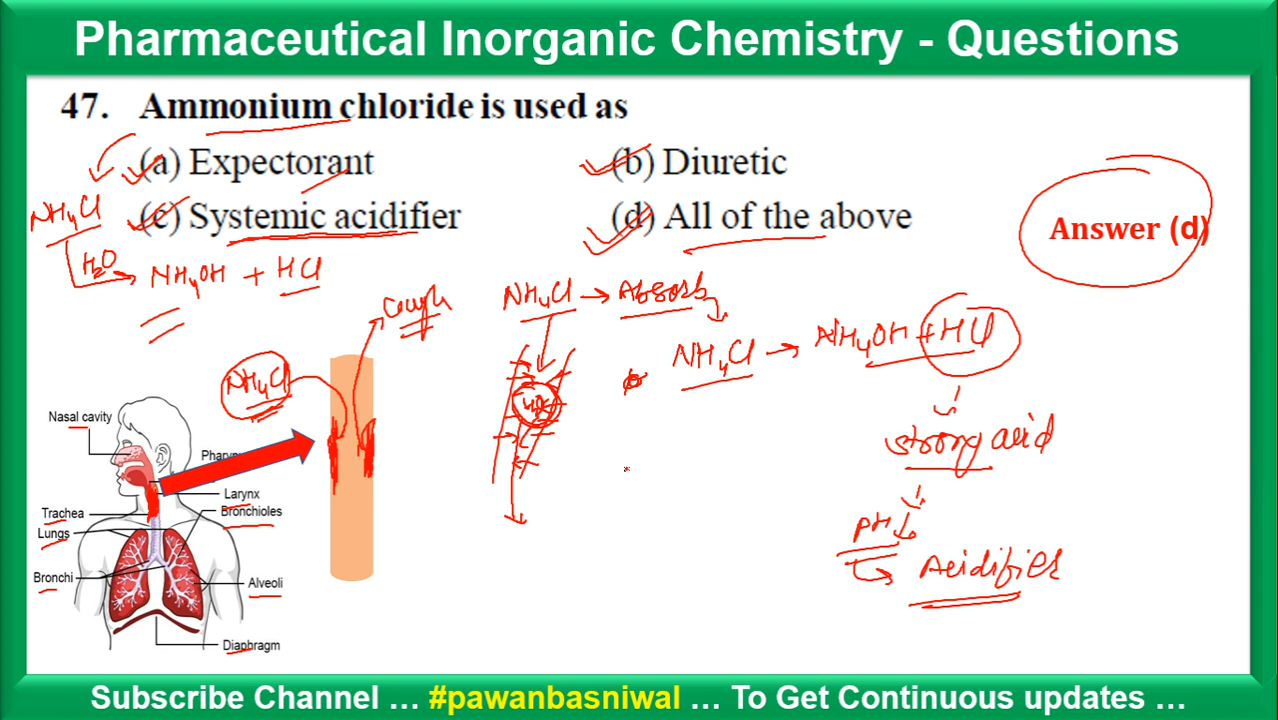 Pharmaceutical Inorganic Chemistry - Questions
47. Ammonium chloride is used as
(a) Expectorant (b) Diuretic
(c) Systemic acidifier (d) All of the above
Answer (d)
NH4Cl
H2O
NH4OH + HCl
Cough
NH4Cl → Absorb
NH4Cl → NH4OH + HCl
NH4Cl
strong acid
PH↓
Acidifier
Nasal cavity
Larynx
Trachea
Bronchioles
Lungs
Bronchi
Alveoli
Diaphragm
Subscribe Channel ... #pawanbasniwal ... To Get Continuous updates ...